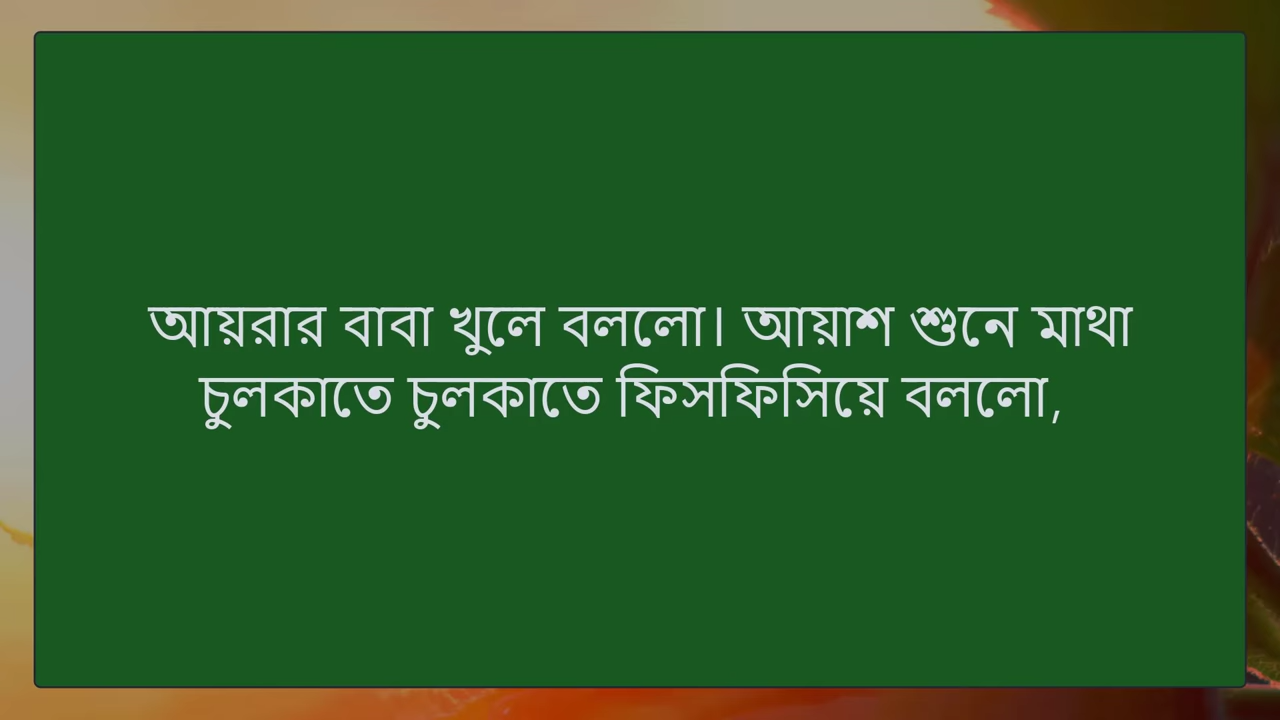 আয়রার বাবা খুলে বললো। আয়াশ শুনে মাথা
চুলকাতে চুলকাতে ফিসফিসিয়ে বললো,